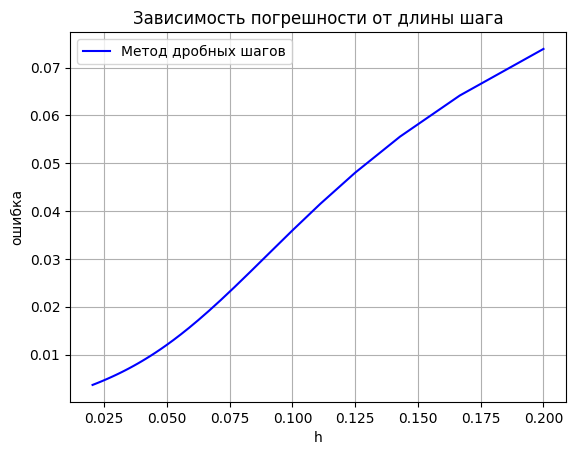 Зависимость погрешности от длины шага
Метод дробных шагов
ошибка
0.07
0.06
0.05
0.04
0.03
0.02
0.01
0.025 0.050 0.075 0.100 0.125 0.150 0.175 0.200
h